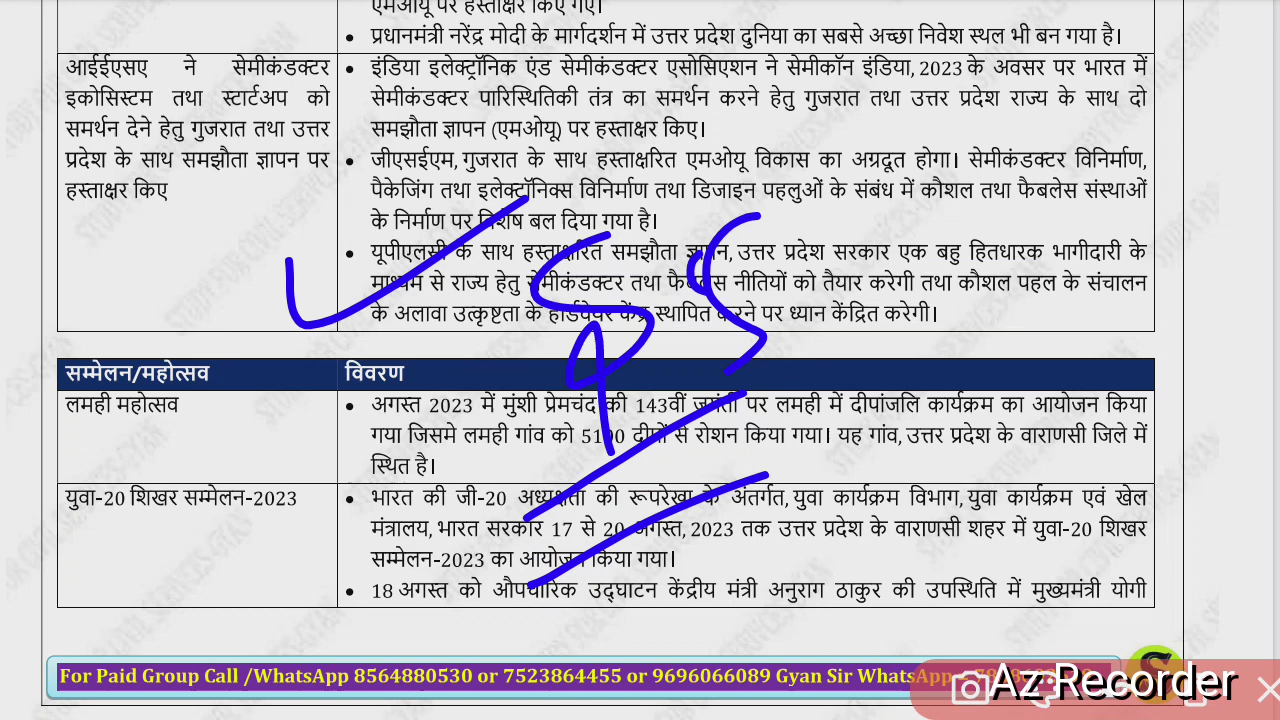 एमओयू पर हस्ताक्षर किए गए।
• प्रधानमंत्री नरेंद्र मोदी के मार्गदर्शन में उत्तर प्रदेश दुनिया का सबसे अच्छा निवेश स्थल भी बन गया है।
आईईएसए ने सेमीकंडक्टर
इकोसिस्टम तथा स्टार्टअप को
समर्थन देने हेतु गुजरात तथा उत्तर
प्रदेश के साथ समझौता ज्ञापन पर
हस्ताक्षर किए
• इंडिया इलेक्ट्रॉनिक एंड सेमीकंडक्टर एसोसिएशन ने सेमीकॉन इंडिया, 2023 के अवसर पर भारत में
सेमीकंडक्टर पारिस्थितिकी तंत्र का समर्थन करने हेतु गुजरात तथा उत्तर प्रदेश राज्य के साथ दो
समझौता ज्ञापन (एमओयू) पर हस्ताक्षर किए।
• जीएसईएम, गुजरात के साथ हस्ताक्षरित एमओयू विकास का अग्रदूत होगा। सेमीकंडक्टर विनिर्माण,
पैकेजिंग तथा इलेक्ट्रॉनिक्स विनिर्माण तथा डिजाइन पहलुओं के संबंध में कौशल तथा फैबलेस संस्थाओं
के निर्माण पर विशेष बल दिया गया है।
• यूपीएलसी के साथ हस्ताक्षरित समझौता ज्ञापन, उत्तर प्रदेश सरकार एक बहु हितधारक भागीदारी के
माध्यम से राज्य हेतु सेमीकंडक्टर तथा फैबलेस नीतियों को तैयार करेगी तथा कौशल पहल के संचालन
के अलावा उत्कृष्टता के हार्डवेयर केंद्र स्थापित करने पर ध्यान केंद्रित करेगी।
सम्मेलन/महोत्सव विवरण
लमही महोत्सव
• अगस्त 2023 में मुंशी प्रेमचंद की 143वीं जयंती पर लमही में दीपांजलि कार्यक्रम का आयोजन किया
गया जिसमे लमही गांव को 5100 दीपों से रोशन किया गया। यह गांव, उत्तर प्रदेश के वाराणसी जिले में
स्थित है।
युवा-20 शिखर सम्मेलन-2023
• भारत की जी-20 अध्यक्षता की रूपरेखा के अंतर्गत, युवा कार्यक्रम विभाग, युवा कार्यक्रम एवं खेल
मंत्रालय, भारत सरकार 17 से 20 अगस्त, 2023 तक उत्तर प्रदेश के वाराणसी शहर में युवा-20 शिखर
सम्मेलन-2023 का आयोजन किया गया।
• 18 अगस्त को औपचारिक उद्घाटन केंद्रीय मंत्री अनुराग ठाकुर की उपस्थिति में मुख्यमंत्री योगी
For Paid Group Call /WhatsApp 8564880530 or 7523864455 or 9696066089 Gyan Sir WhatsApp
Az Recorder